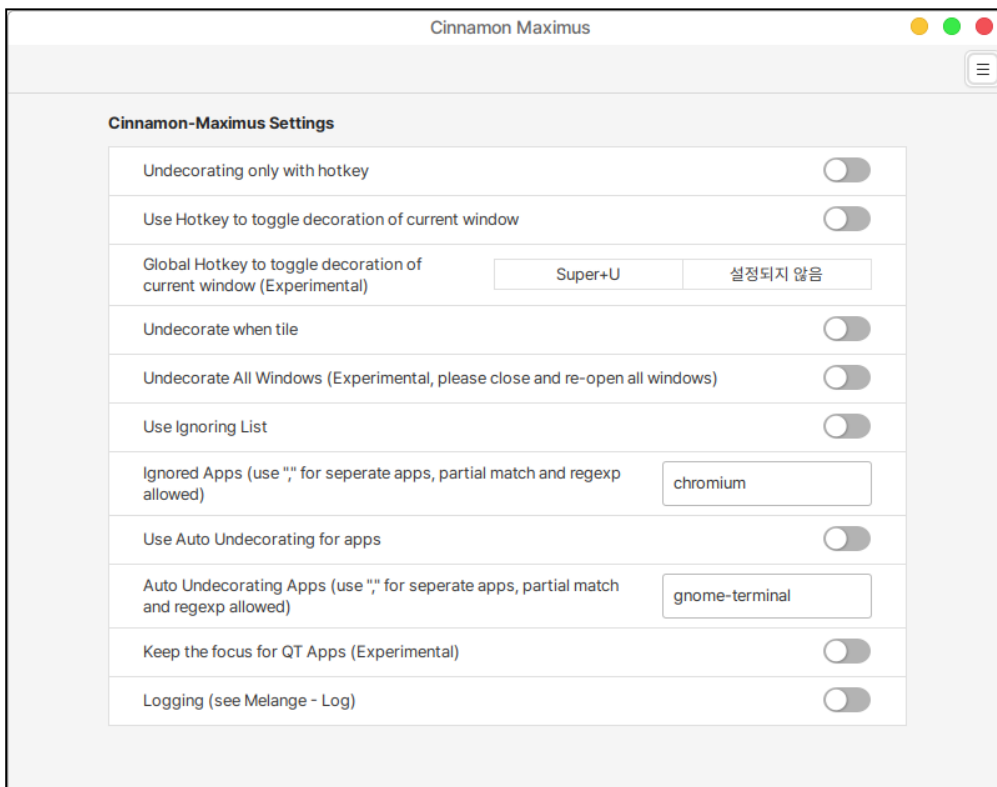 Cinnamon Maximus
Cinnamon-Maximus Settings
Undecorating only with hotkey
Use Hotkey to toggle decoration of current window
Global Hotkey to toggle decoration of
current window (Experimental)
Super+U
설정되지 않음
Undecorate when tile
Undecorate All Windows (Experimental, please close and re-open all windows)
Use Ignoring List
Ignored Apps (use "," for seperate apps, partial match and regexp
allowed)
chromium
Use Auto Undecorating for apps
Auto Undecorating Apps (use "," for seperate apps, partial match
and regexp allowed)
gnome-terminal
Keep the focus for QT Apps (Experimental)
Logging (see Melange - Log)